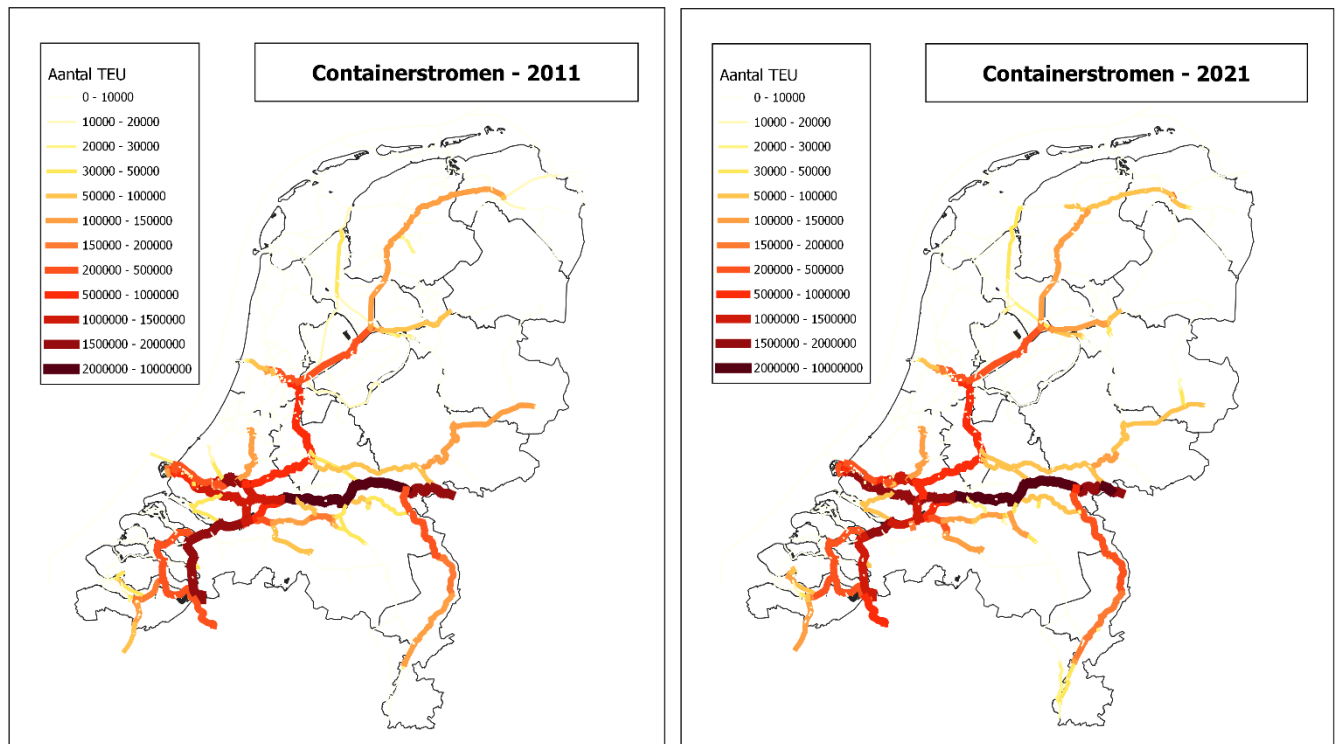 Containerstromen - 2011
Aantal TEU
0 - 10000
10000 - 20000
20000 - 30000
30000 - 50000
50000 - 100000
100000 - 150000
150000 - 200000
200000 - 500000
500000 - 1000000
1000000 - 1500000
1500000 - 2000000
2000000 - 10000000
Containerstromen - 2021
Aantal TEU
0 - 10000
10000 - 20000
20000 - 30000
30000 - 50000
50000 - 100000
100000 - 150000
150000 - 200000
200000 - 500000
500000 - 1000000
1000000 - 1500000
1500000 - 2000000
2000000 - 10000000